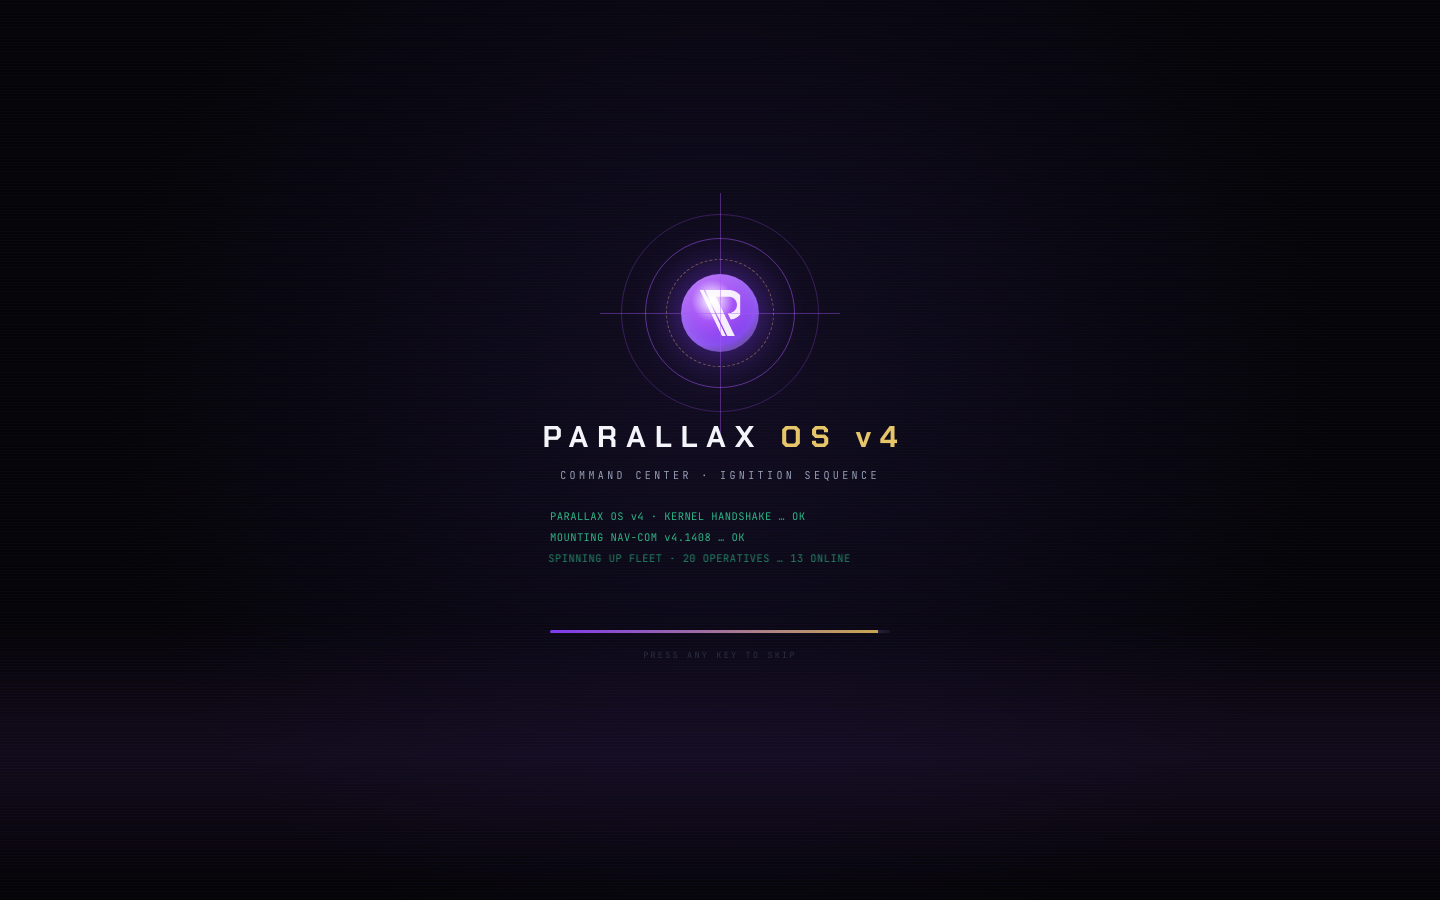 PARALLAX OS v4
COMMAND CENTER · IGNITION SEQUENCE
PARALLAX OS v4 · KERNEL HANDSHAKE … OK
MOUNTING NAV-COM v4.1408 … OK
SPINNING UP FLEET · 20 OPERATIVES … 13 ONLINE
PRESS ANY KEY TO SKIP